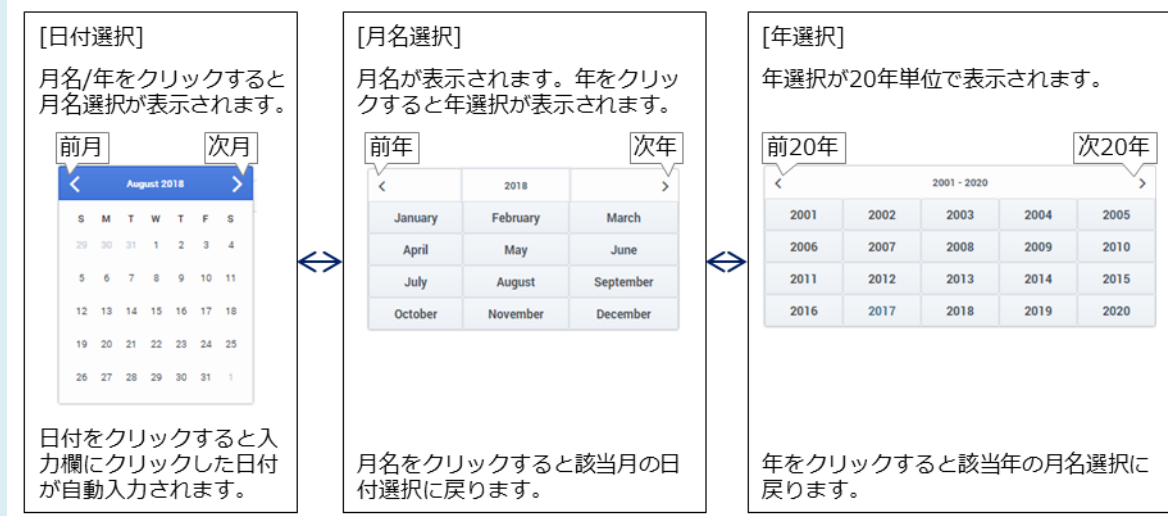 [日付選択]
月名/年をクリックすると
月名選択が表示されます。
前月
次月
August 2018
S M T W T F S
29 30 31 1 2 3 4
5 6 7 8 9 10 11
12 13 14 15 16 17 18
19 20 21 22 23 24 25
26 27 28 29 30 31 1
日付をクリックすると入
力欄にクリックした日付
が自動入力されます。
[月名選択]
月名が表示されます。年をクリッ
クすると年選択が表示されます。
前年
次年
2018
January February March
April May June
July August September
October November December
月名をクリックすると該当月の日
付選択に戻ります。
[年選択]
年選択が20年単位で表示されます。
前20年
次20年
2001 - 2020
2001 2002 2003 2004 2005
2006 2007 2008 2009 2010
2011 2012 2013 2014 2015
2016 2017 2018 2019 2020
年をクリックすると該当年の月名選択に
戻ります。